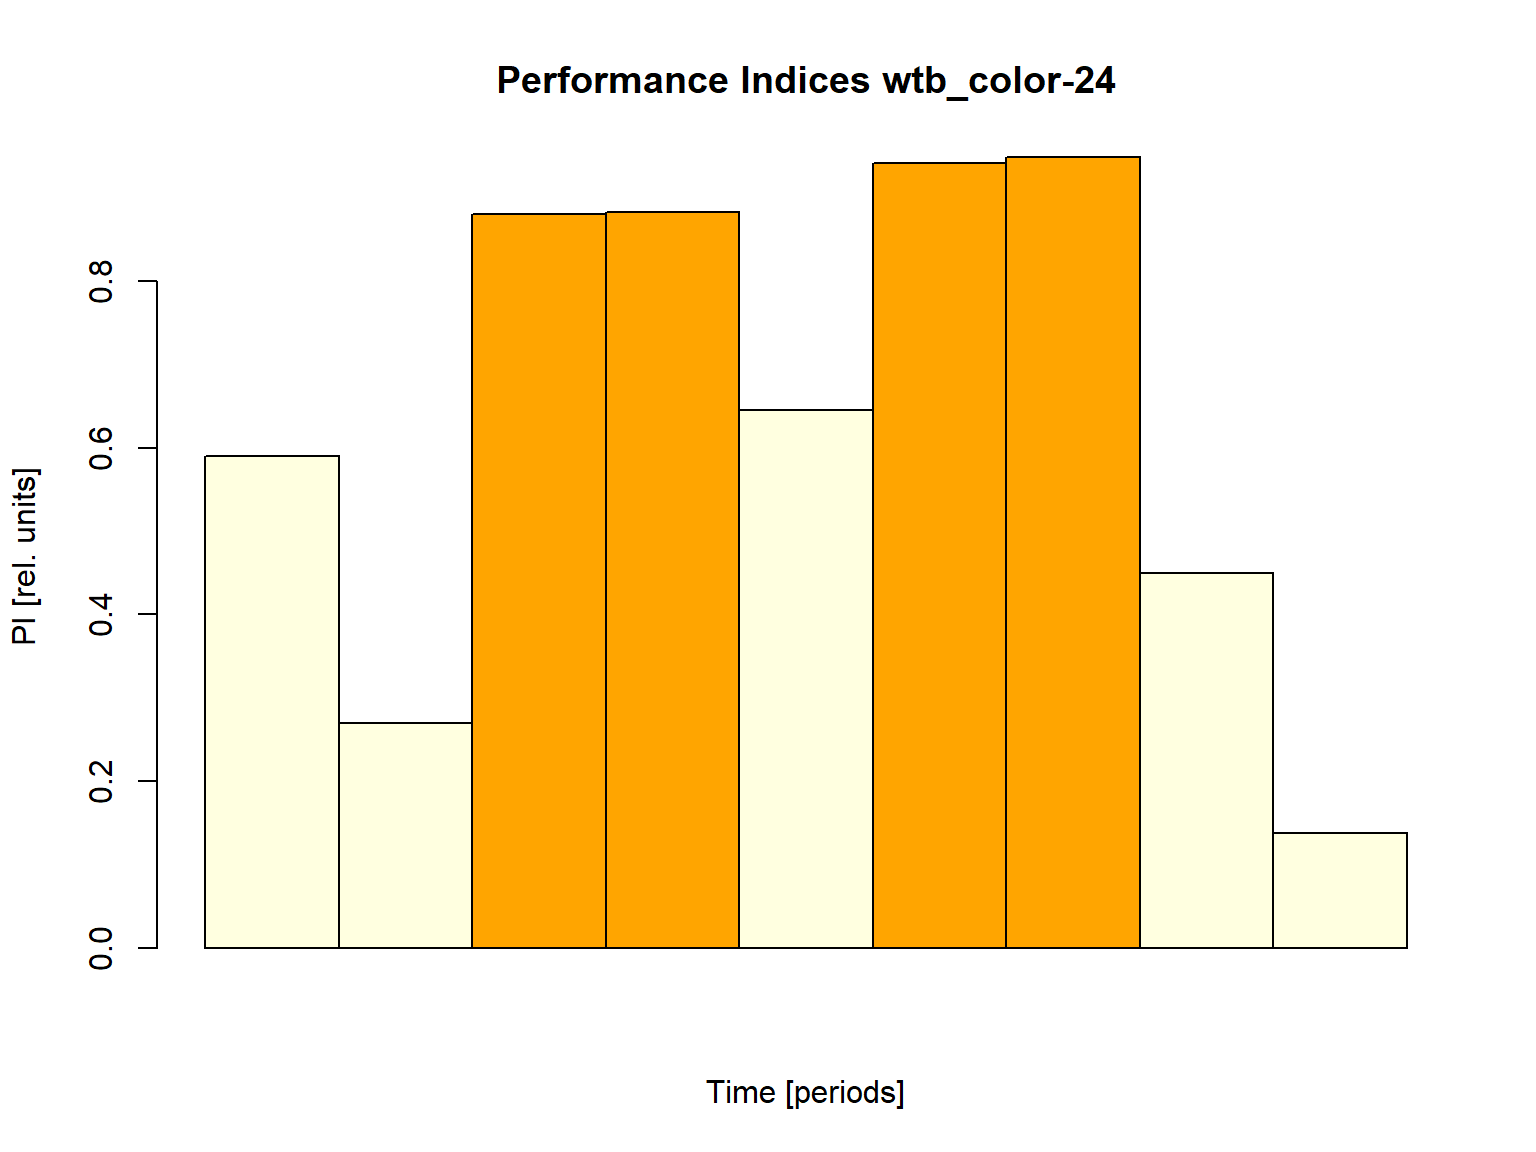 Performance Indices wtb_color-24
PI [rel. units]
0.8
0.6
0.4
0.2
0.0
Time [periods]